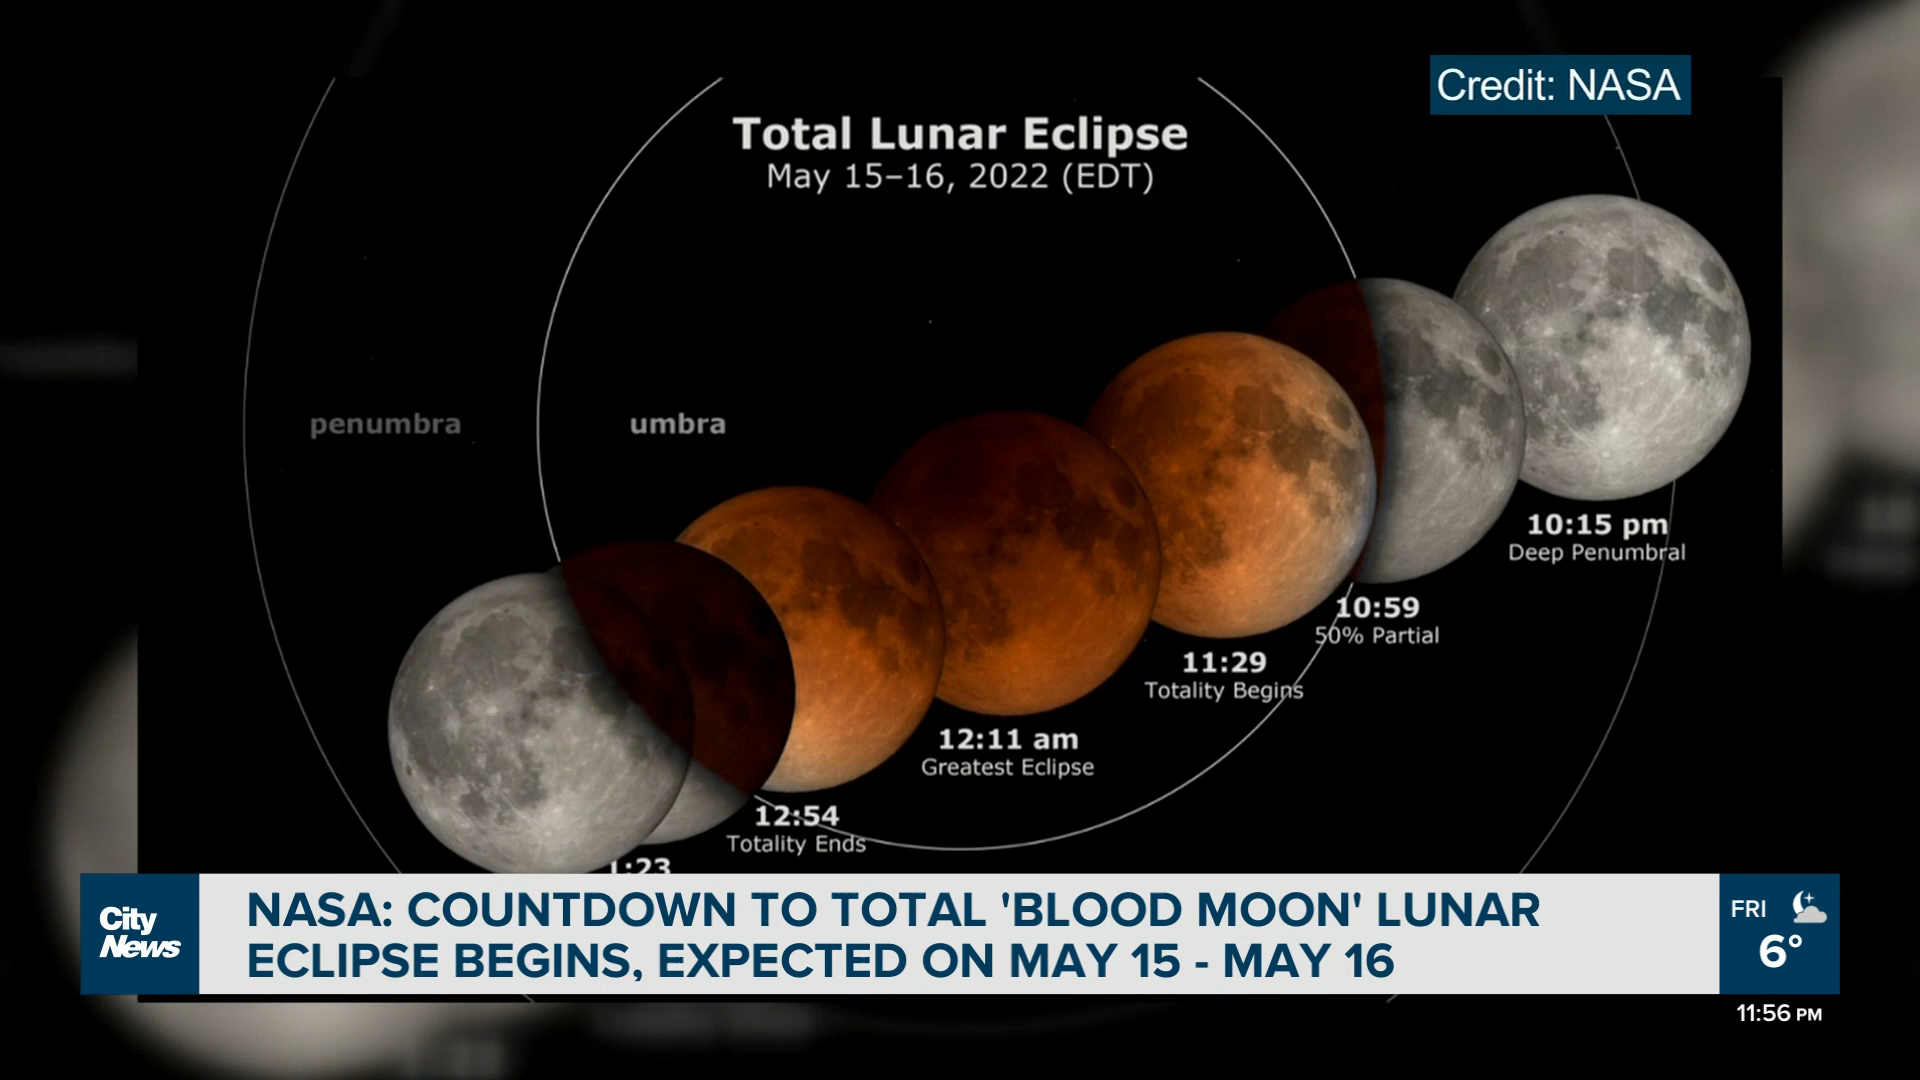 Credit: NASA
Total Lunar Eclipse
May 15–16, 2022 (EDT)
penumbra
umbra
10:15 pm
Deep Penumbral
10:59
50% Partial
11:29
Totality Begins
12:11 am
Greatest Eclipse
12:54
Totality Ends
1:23
City
News
NASA: COUNTDOWN TO TOTAL 'BLOOD MOON' LUNAR
ECLIPSE BEGINS, EXPECTED ON MAY 15 - MAY 16
FRI
6°
11:56 PM